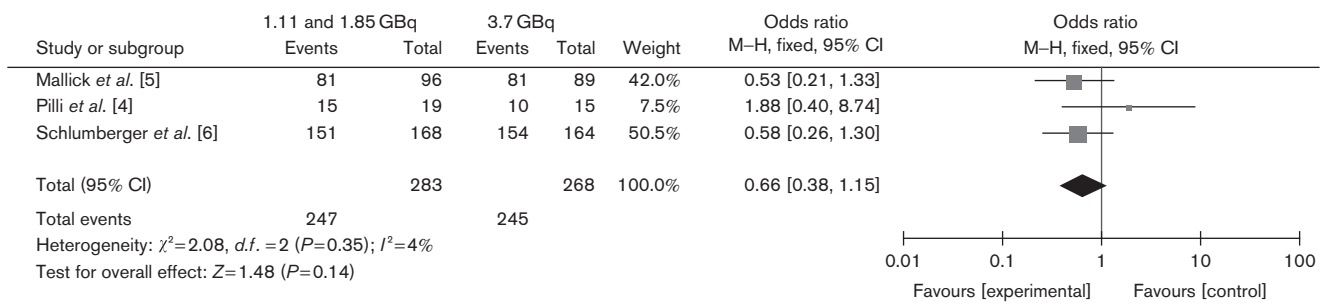 1.11 and 1.85 GBq 3.7 GBq Odds ratio Odds ratio
Study or subgroup Events Total Events Total Weight M–H, fixed, 95% CI M–H, fixed, 95% CI
Mallick et al. [5] 81 96 81 89 42.0% 0.53 [0.21, 1.33]
Pilli et al. [4] 15 19 10 15 7.5% 1.88 [0.40, 8.74]
Schlumberger et al. [6] 151 168 154 164 50.5% 0.58 [0.26, 1.30]
Total (95% CI) 283 268 100.0% 0.66 [0.38, 1.15]
Total events 247 245
Heterogeneity: χ²=2.08, d.f. =2 (P=0.35); I²=4%
Test for overall effect: Z=1.48 (P=0.14)
0.01 0.1 1 10 100
Favours [experimental] Favours [control]